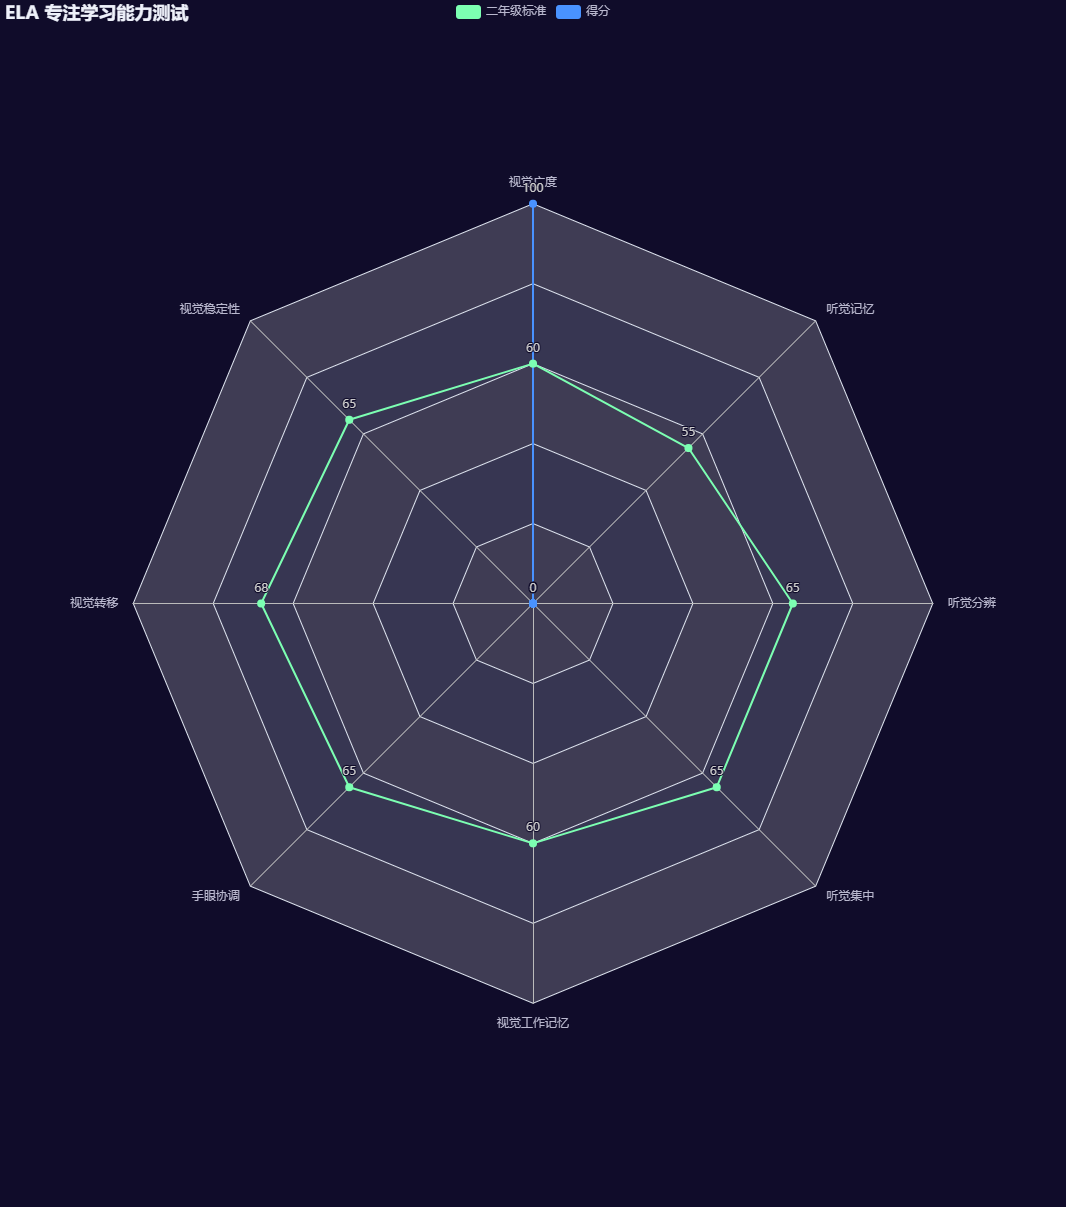 ELA 专注学习能力测试
二年级标准 得分
视觉广度
100
视觉稳定性
听觉记忆
60
65
55
视觉转移
68
0
65
听觉分辨
65
65
60
手眼协调
听觉集中
视觉工作记忆